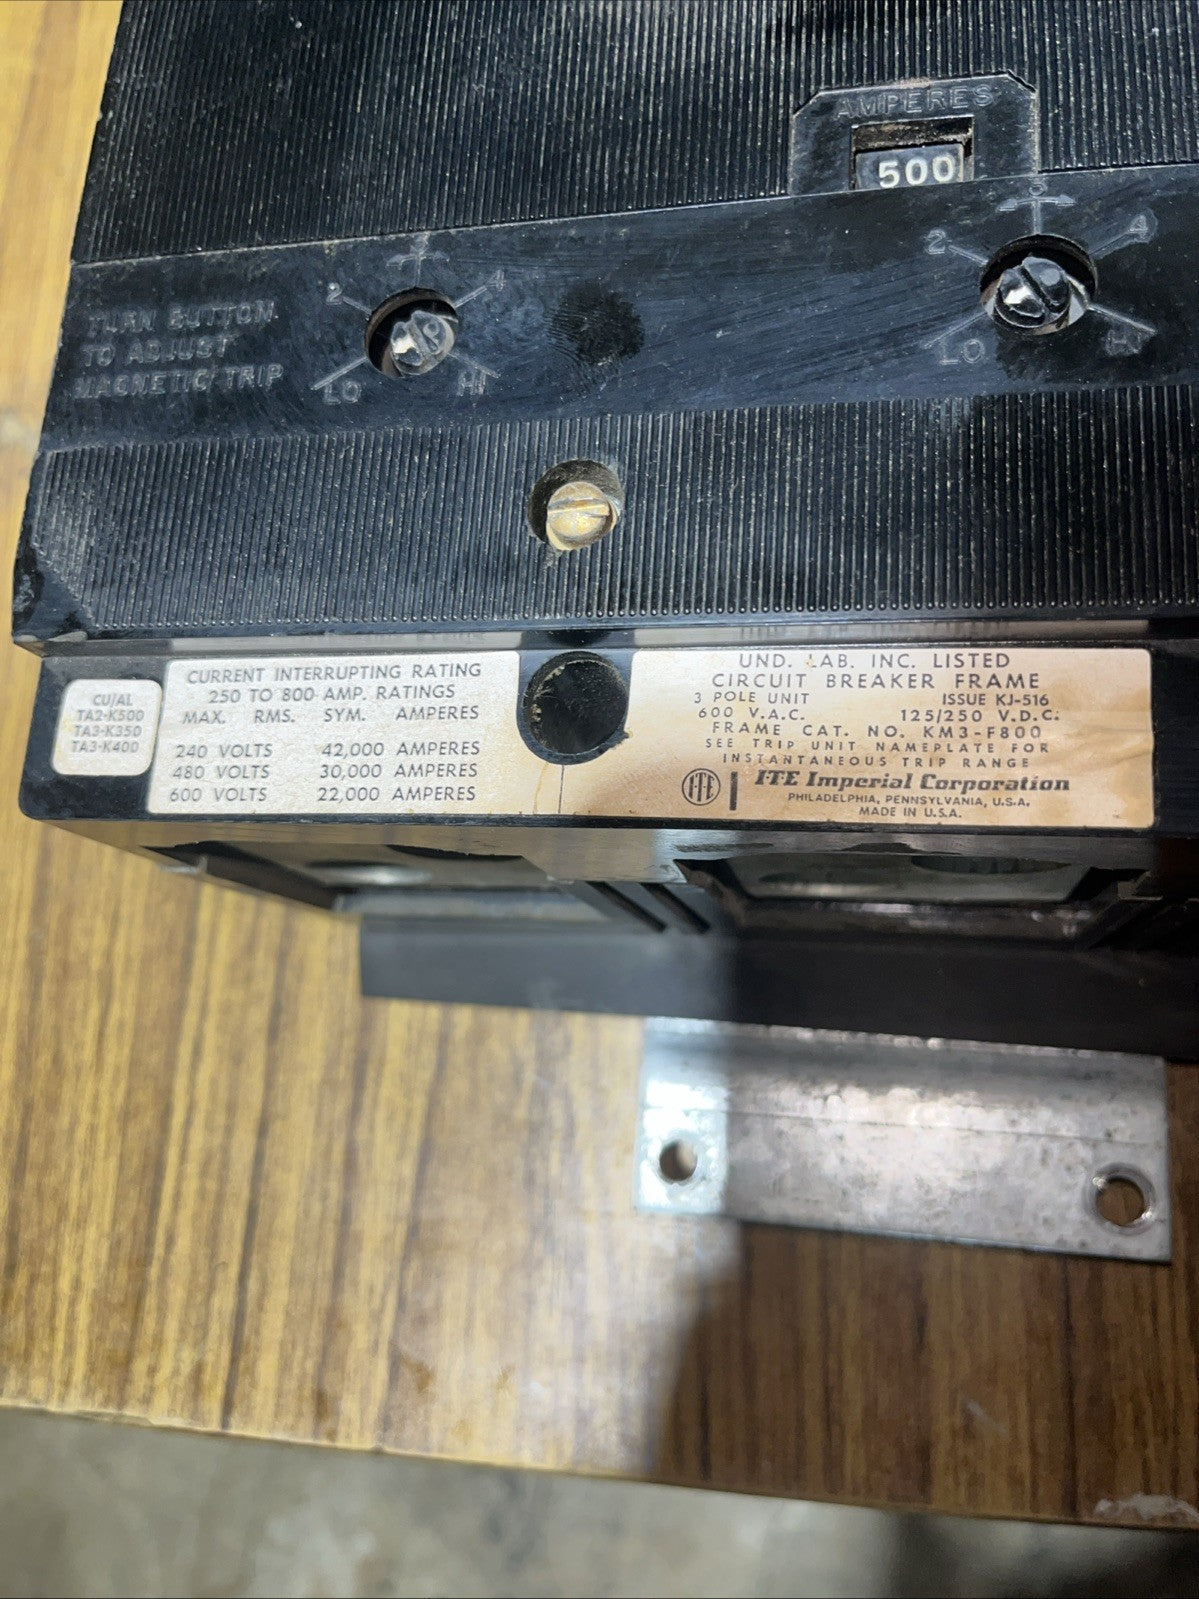 AMPERES
500
TURN BUTTON
TO ADJUST
MAGNETIC TRIP
2 4
LO HI
2 3 4
LO HI
CU/AL
TA2-K500
TA3-K350
TA3-K400
CURRENT INTERRUPTING RATING
250 TO 800 AMP. RATINGS
MAX. RMS. SYM. AMPERES
240 VOLTS 42,000 AMPERES
480 VOLTS 30,000 AMPERES
600 VOLTS 22,000 AMPERES
UND. LAB. INC. LISTED
CIRCUIT BREAKER FRAME
3 POLE UNIT ISSUE KJ-516
600 V.A.C. 125/250 V.D.C.
FRAME CAT. NO. KM3-F800
SEE TRIP UNIT NAMEPLATE FOR
INSTANTANEOUS TRIP RANGE
ITE ITE Imperial Corporation
PHILADELPHIA, PENNSYLVANIA, U.S.A.
MADE IN U.S.A.